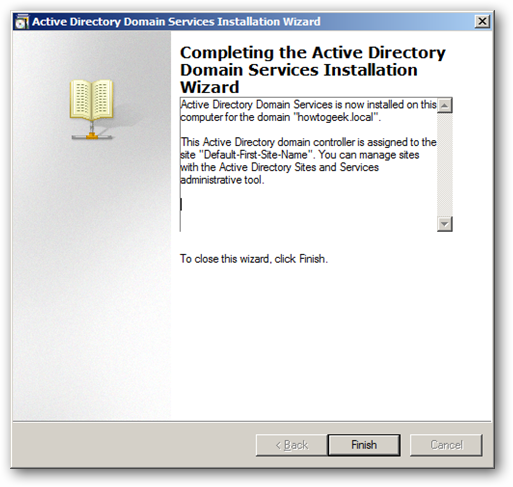 Active Directory Domain Services Installation Wizard
Completing the Active Directory
Domain Services Installation
Wizard
Active Directory Domain Services is now installed on this
computer for the domain "howtogeek.local".
This Active Directory domain controller is assigned to the
site "Default-First-Site-Name". You can manage sites
with the Active Directory Sites and Services
administrative tool.
To close this wizard, click Finish.
< Back
Finish
Cancel